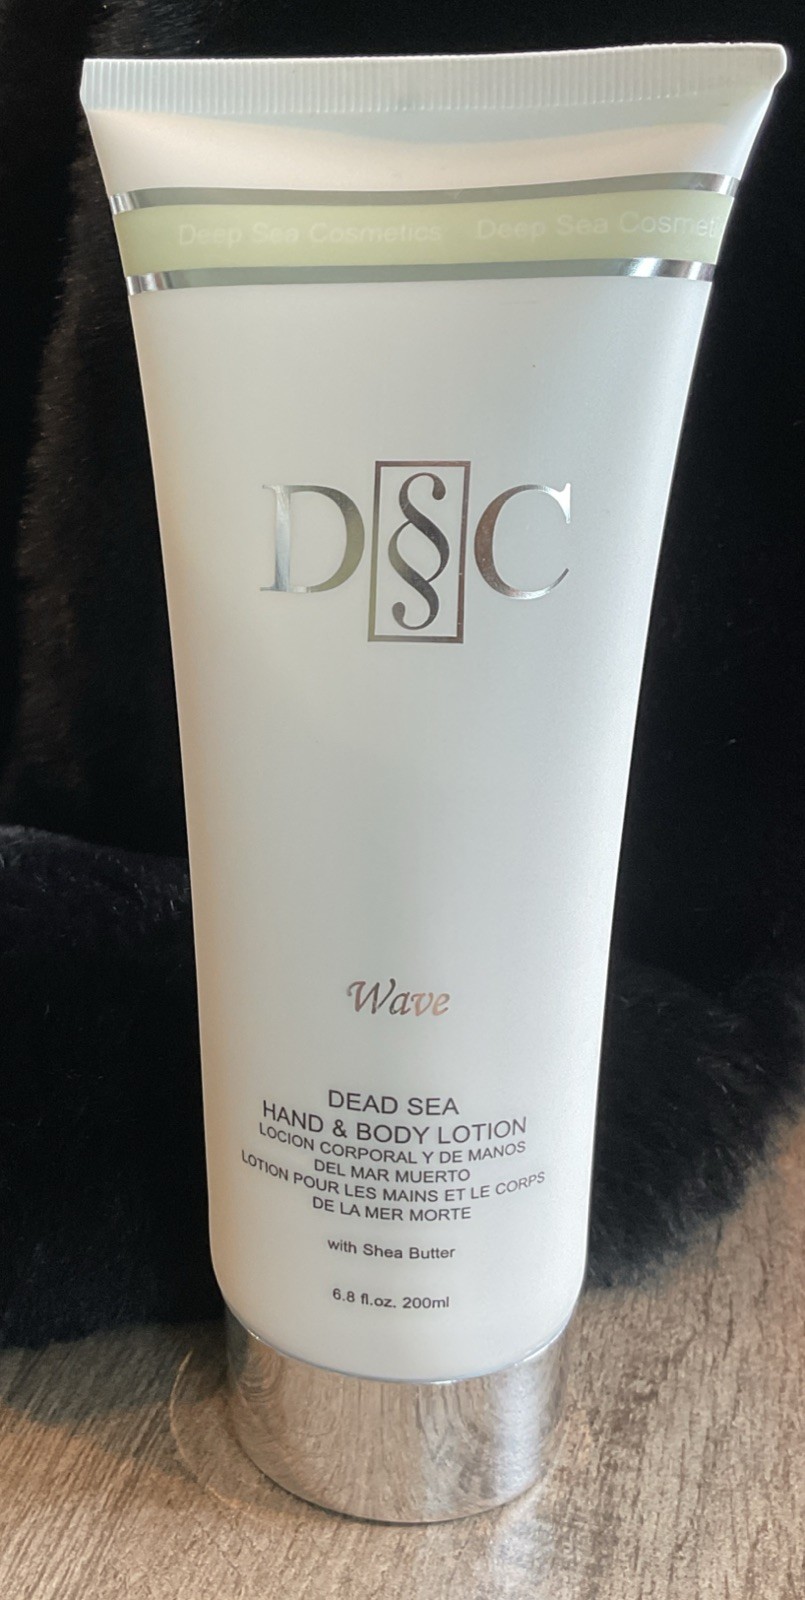 Deep Sea Cosmetics Deep Sea Cosmet
D§C
Wave
DEAD SEA
HAND & BODY LOTION
LOCION CORPORAL Y DE MANOS
DEL MAR MUERTO
LOTION POUR LES MAINS ET LE CORPS
DE LA MER MORTE
with Shea Butter
6.8 fl.oz. 200ml